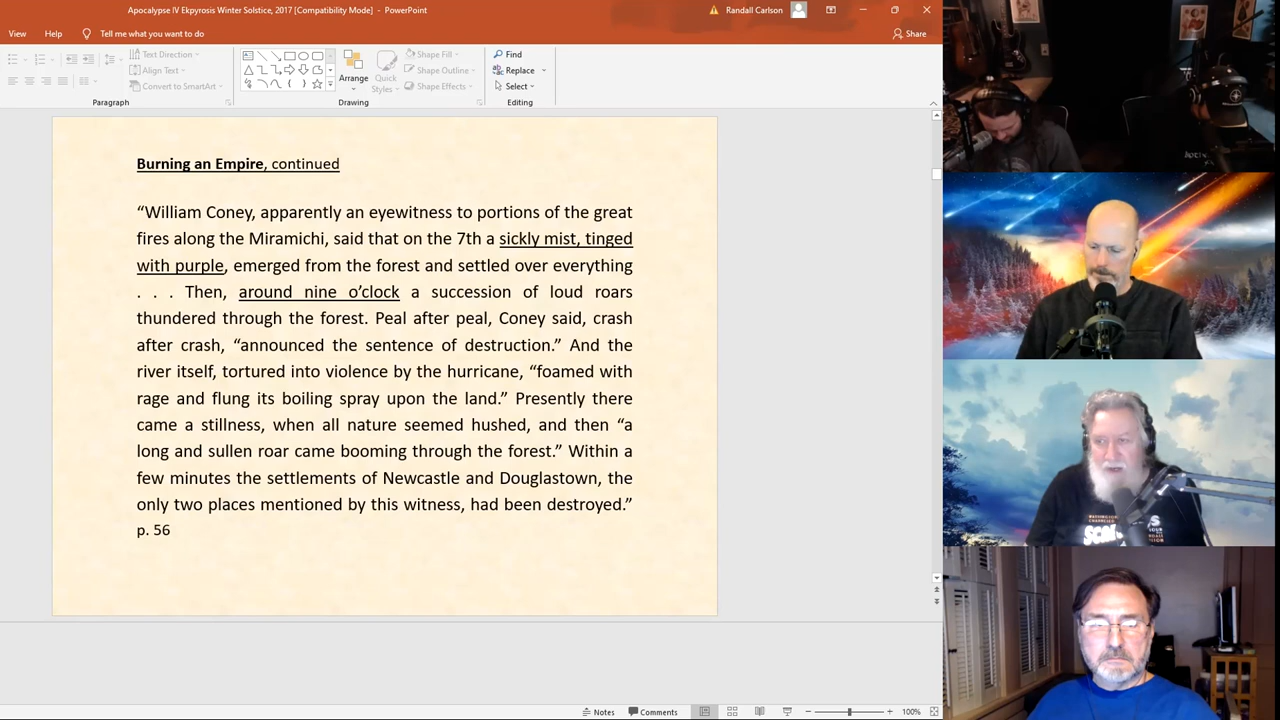 Apocalypse IV Ekpyrosis Winter Solstice, 2017 [Compatibility Mode] - PowerPoint
Randall Carlson
View Help Tell me what you want to do
Share
Text Direction
Align Text
Convert to SmartArt
Paragraph
Arrange
Quick Styles
Shape Fill
Shape Outline
Shape Effects
Drawing
Find
Replace
Select
Editing
Burning an Empire, continued
“William Coney, apparently an eyewitness to portions of the great
fires along the Miramichi, said that on the 7th a sickly mist, tinged
with purple, emerged from the forest and settled over everything
. . . Then, around nine o’clock a succession of loud roars
thundered through the forest. Peal after peal, Coney said, crash
after crash, “announced the sentence of destruction.” And the
river itself, tortured into violence by the hurricane, “foamed with
rage and flung its boiling spray upon the land.” Presently there
came a stillness, when all nature seemed hushed, and then “a
long and sullen roar came booming through the forest.” Within a
few minutes the settlements of Newcastle and Douglastown, the
only two places mentioned by this witness, had been destroyed.”
p. 56
Notes Comments 100%